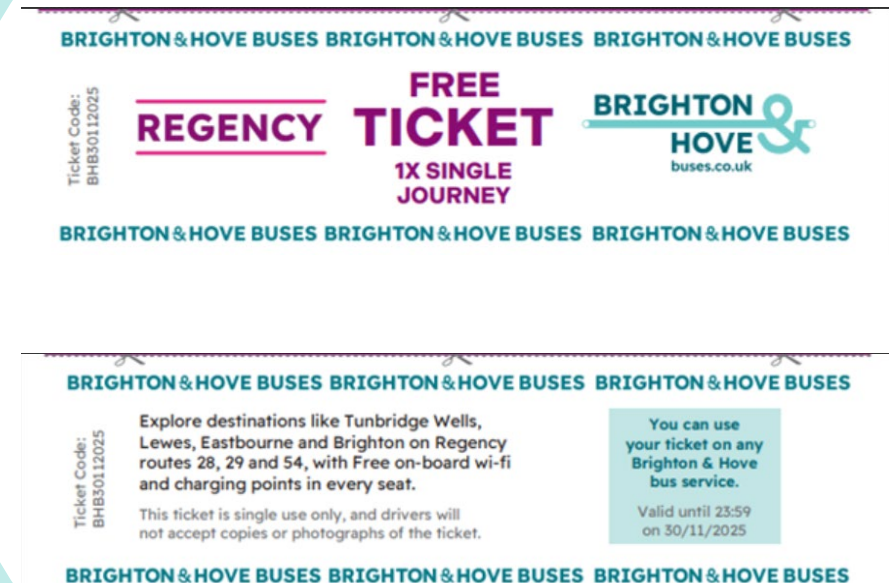 BRIGHTON & HOVE BUSES BRIGHTON & HOVE BUSES BRIGHTON & HOVE BUSES
Ticket Code:
BHB30112025
REGENCY
FREE
TICKET
1X SINGLE
JOURNEY
BRIGHTON &
HOVE
buses.co.uk
BRIGHTON & HOVE BUSES BRIGHTON & HOVE BUSES BRIGHTON & HOVE BUSES
BRIGHTON & HOVE BUSES BRIGHTON & HOVE BUSES BRIGHTON & HOVE BUSES
Ticket Code:
BHB30112025
Explore destinations like Tunbridge Wells,
Lewes, Eastbourne and Brighton on Regency
routes 28, 29 and 54, with Free on-board wi-fi
and charging points in every seat.
This ticket is single use only, and drivers will
not accept copies or photographs of the ticket.
You can use
your ticket on any
Brighton & Hove
bus service.
Valid until 23:59
on 30/11/2025
BRIGHTON & HOVE BUSES BRIGHTON & HOVE BUSES BRIGHTON & HOVE BUSES